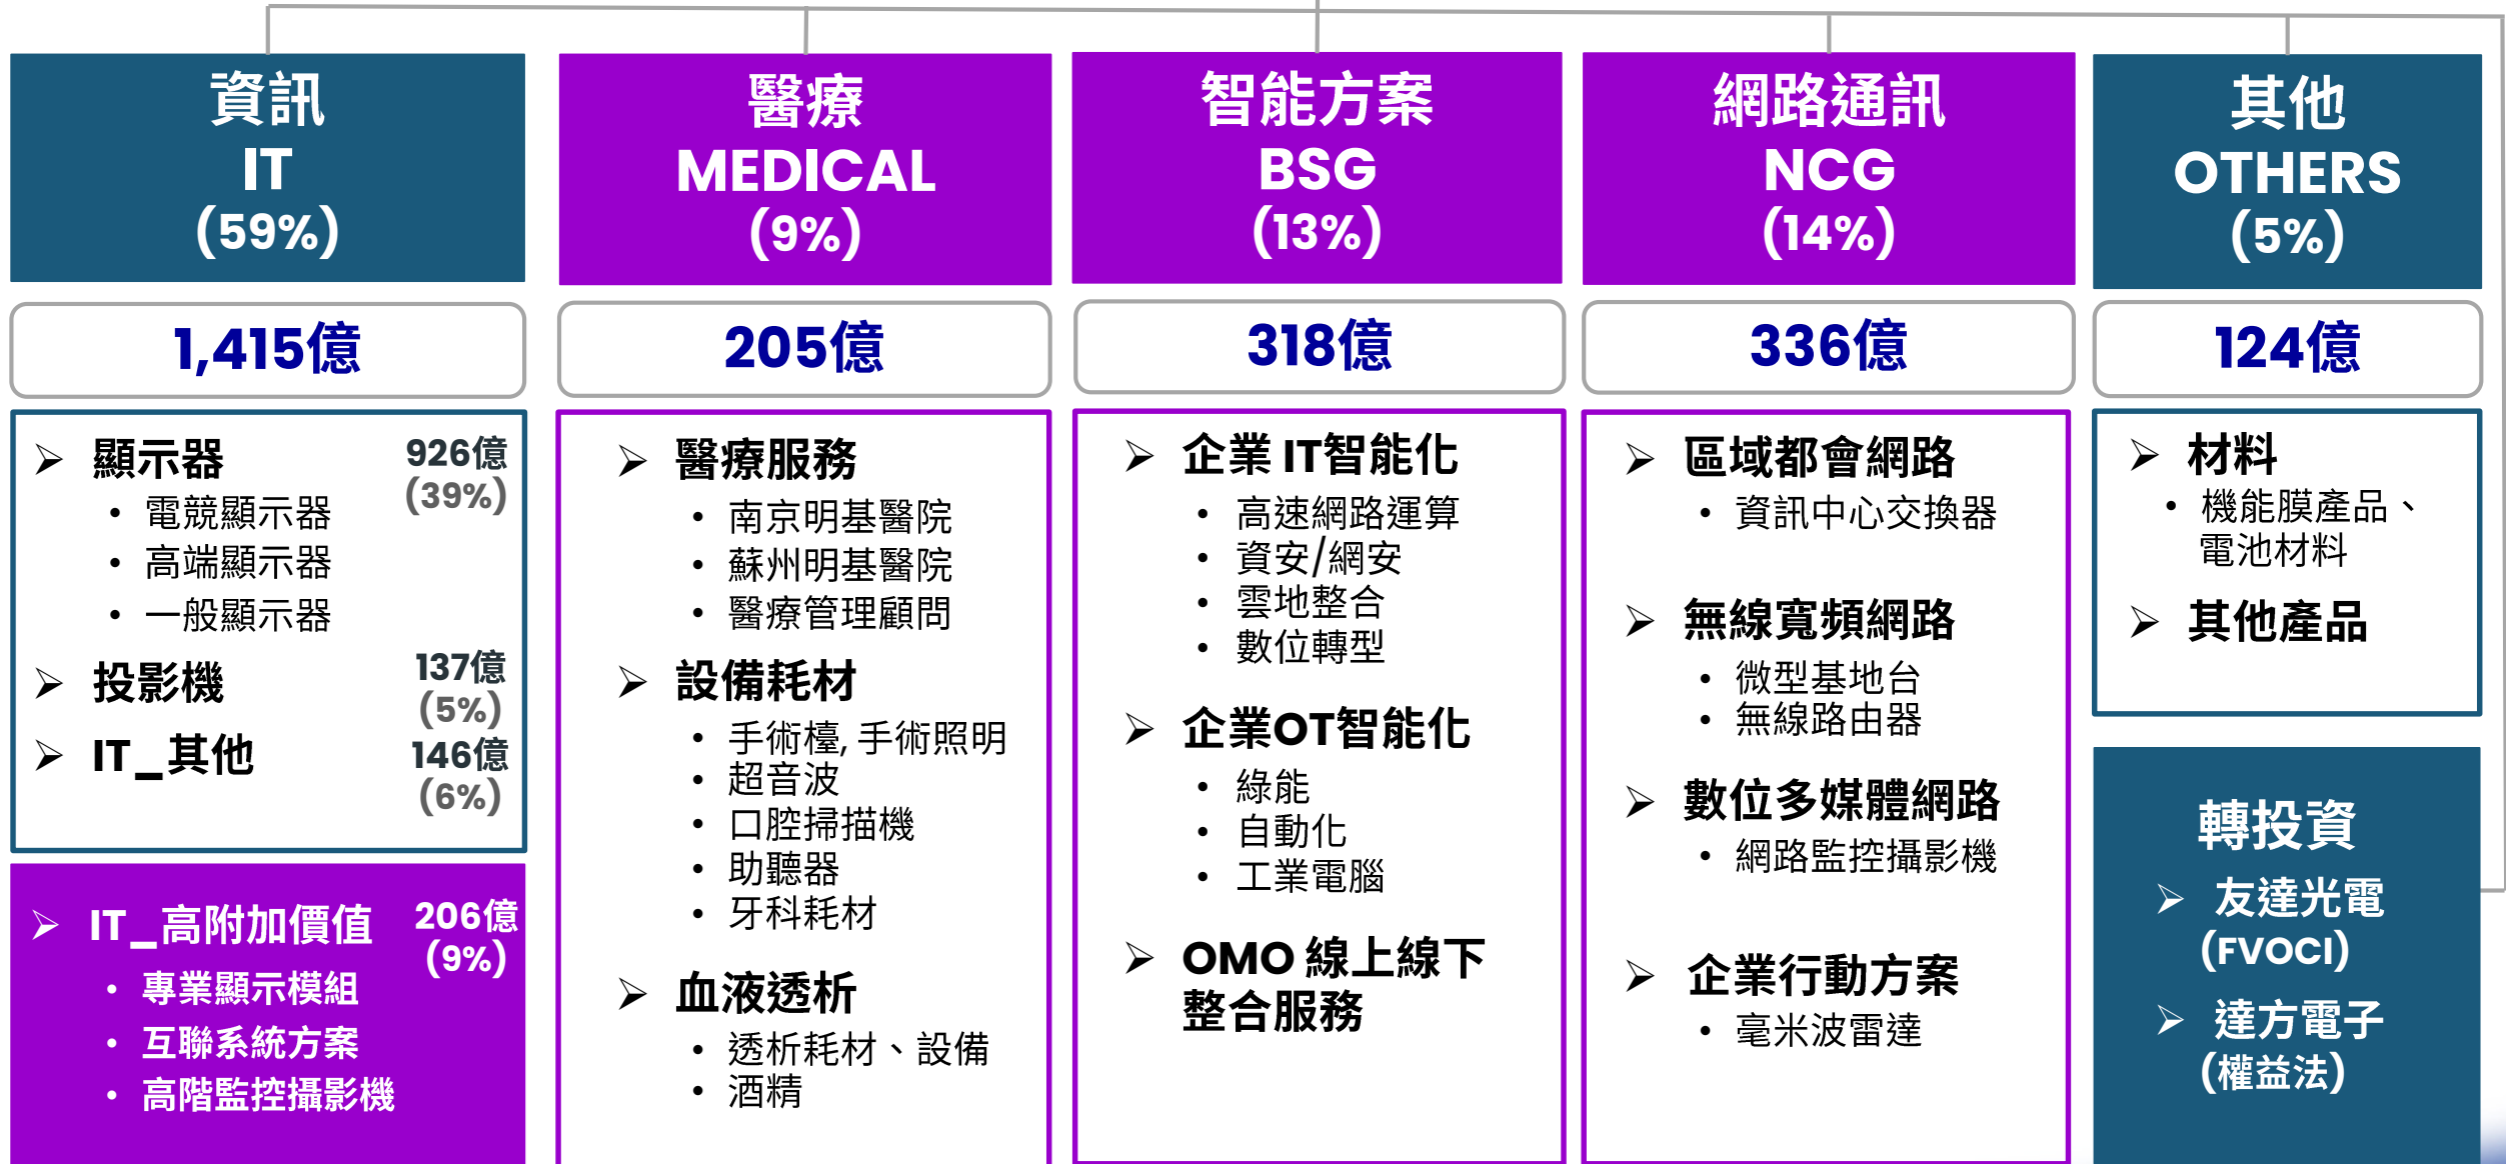 資訊
IT
(59%)
1,415億
顯示器
926億
(39%)
• 電競顯示器
• 高端顯示器
• 一般顯示器
投影機
137億
(5%)
IT_其他
146億
(6%)
IT_高附加價值
206億
(9%)
• 專業顯示模組
• 互聯系統方案
• 高階監控攝影機
醫療
MEDICAL
(9%)
205億
醫療服務
• 南京明基醫院
• 蘇州明基醫院
• 醫療管理顧問
設備耗材
• 手術檯, 手術照明
• 超音波
• 口腔掃描機
• 助聽器
• 牙科耗材
血液透析
• 透析耗材、設備
• 酒精
智能方案
BSG
(13%)
318億
企業 IT智能化
• 高速網路運算
• 資安/網安
• 雲地整合
• 數位轉型
企業OT智能化
• 綠能
• 自動化
• 工業電腦
OMO 線上線下
整合服務
網路通訊
NCG
(14%)
336億
區域都會網路
• 資訊中心交換器
無線寬頻網路
• 微型基地台
• 無線路由器
數位多媒體網路
• 網路監控攝影機
企業行動方案
• 毫米波雷達
其他
OTHERS
(5%)
124億
材料
• 機能膜產品、
電池材料
其他產品
轉投資
友達光電
(FVOCI)
達方電子
(權益法)